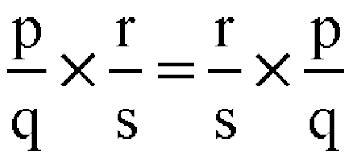 p/q × r/s = r/s × p/q